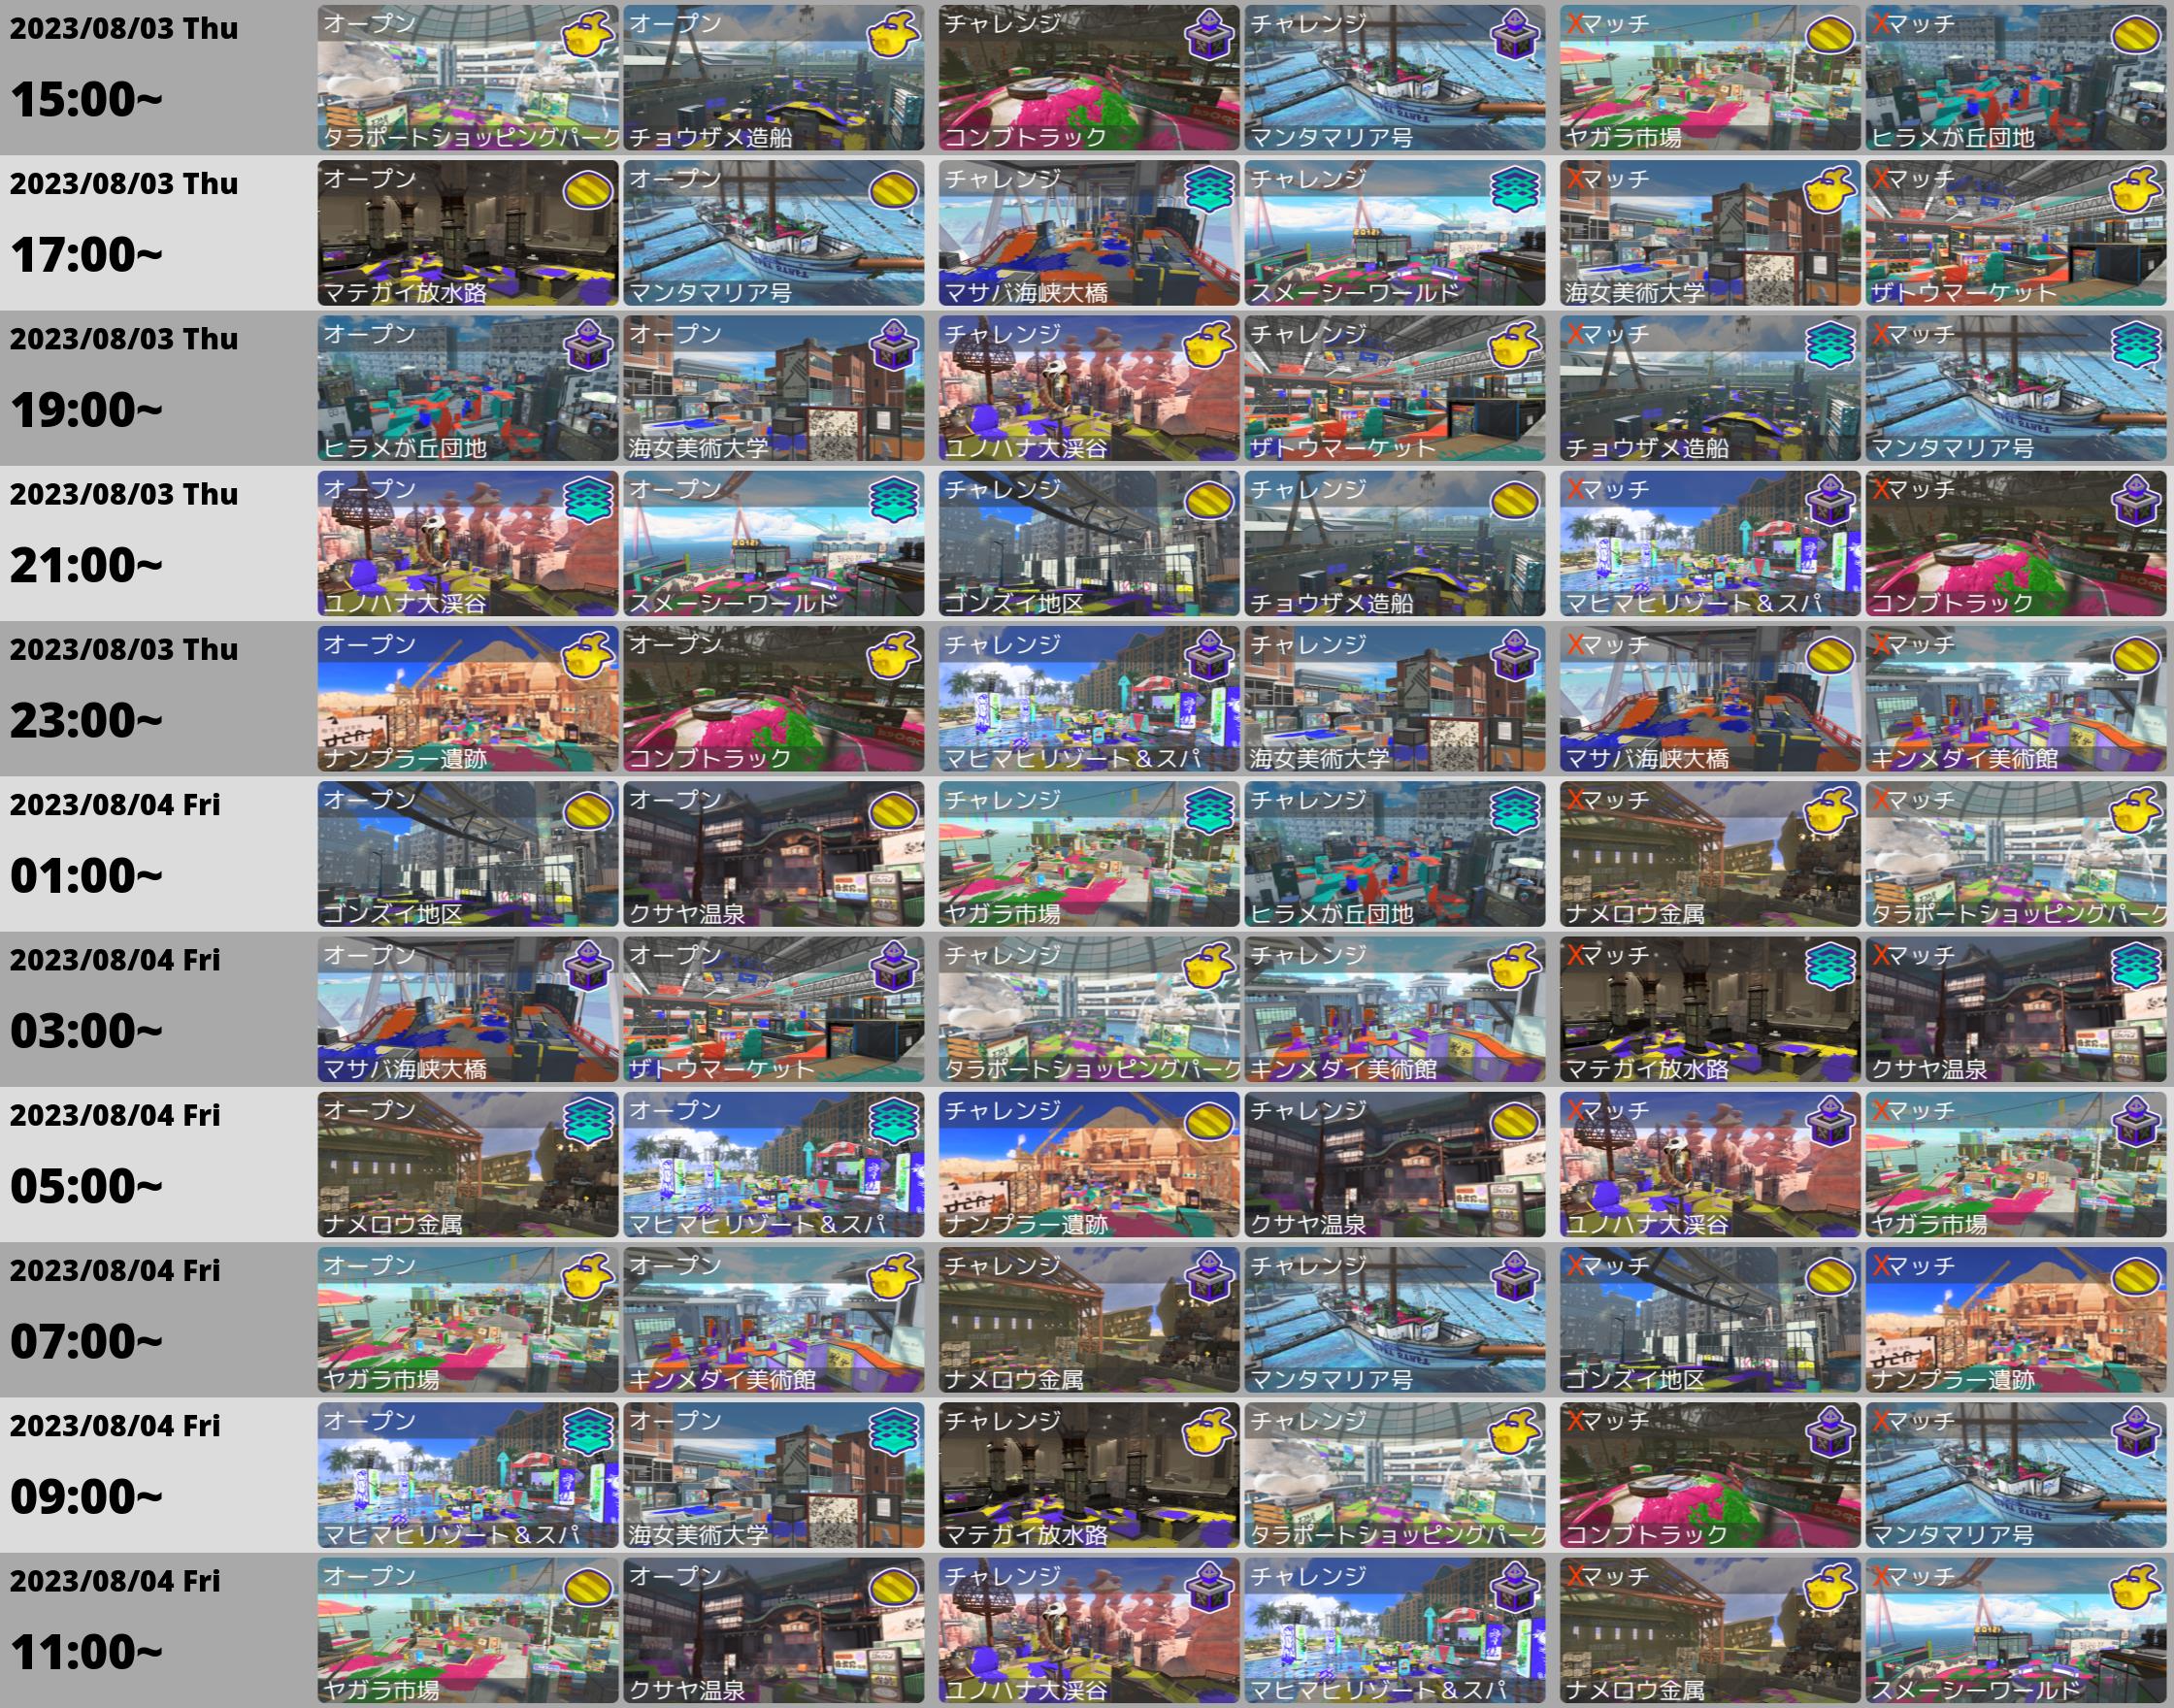 2023/08/03 Thu
15:00~
オープン オープン チャレンジ チャレンジ Xマッチ Xマッチ
タラポートショッピングパーク チョウザメ造船 コンブトラック マンタマリア号 ヤガラ市場 ヒラメが丘団地
2023/08/03 Thu
17:00~
オープン オープン チャレンジ チャレンジ Xマッチ Xマッチ
マテガイ放水路 マンタマリア号 マサバ海峡大橋 スメーシーワールド 海女美術大学 ザトウマーケット
2023/08/03 Thu
19:00~
オープン オープン チャレンジ チャレンジ Xマッチ Xマッチ
ヒラメが丘団地 海女美術大学 ユノハナ大渓谷 ザトウマーケット チョウザメ造船 マンタマリア号
2023/08/03 Thu
21:00~
オープン オープン チャレンジ チャレンジ Xマッチ Xマッチ
ユノハナ大渓谷 スメーシーワールド ゴンズイ地区 チョウザメ造船 マヒマヒリゾート＆スパ コンブトラック
2023/08/03 Thu
23:00~
オープン オープン チャレンジ チャレンジ Xマッチ Xマッチ
ナンプラー遺跡 コンブトラック マヒマヒリゾート＆スパ 海女美術大学 マサバ海峡大橋 キンメダイ美術館
2023/08/04 Fri
01:00~
オープン オープン チャレンジ チャレンジ Xマッチ Xマッチ
ゴンズイ地区 クサヤ温泉 ヤガラ市場 ヒラメが丘団地 ナメロウ金属 タラポートショッピングパーク
2023/08/04 Fri
03:00~
オープン オープン チャレンジ チャレンジ Xマッチ Xマッチ
マサバ海峡大橋 ザトウマーケット タラポートショッピングパーク キンメダイ美術館 マテガイ放水路 クサヤ温泉
2023/08/04 Fri
05:00~
オープン オープン チャレンジ チャレンジ Xマッチ Xマッチ
ナメロウ金属 マヒマヒリゾート＆スパ ナンプラー遺跡 クサヤ温泉 ユノハナ大渓谷 ヤガラ市場
2023/08/04 Fri
07:00~
オープン オープン チャレンジ チャレンジ Xマッチ Xマッチ
ヤガラ市場 キンメダイ美術館 ナメロウ金属 マンタマリア号 ゴンズイ地区 ナンプラー遺跡
2023/08/04 Fri
09:00~
オープン オープン チャレンジ チャレンジ Xマッチ Xマッチ
マヒマヒリゾート＆スパ 海女美術大学 マテガイ放水路 タラポートショッピングパーク コンブトラック マンタマリア号
2023/08/04 Fri
11:00~
オープン オープン チャレンジ チャレンジ Xマッチ Xマッチ
ヤガラ市場 クサヤ温泉 ユノハナ大渓谷 マヒマヒリゾート＆スパ ナメロウ金属 スメーシーワールド